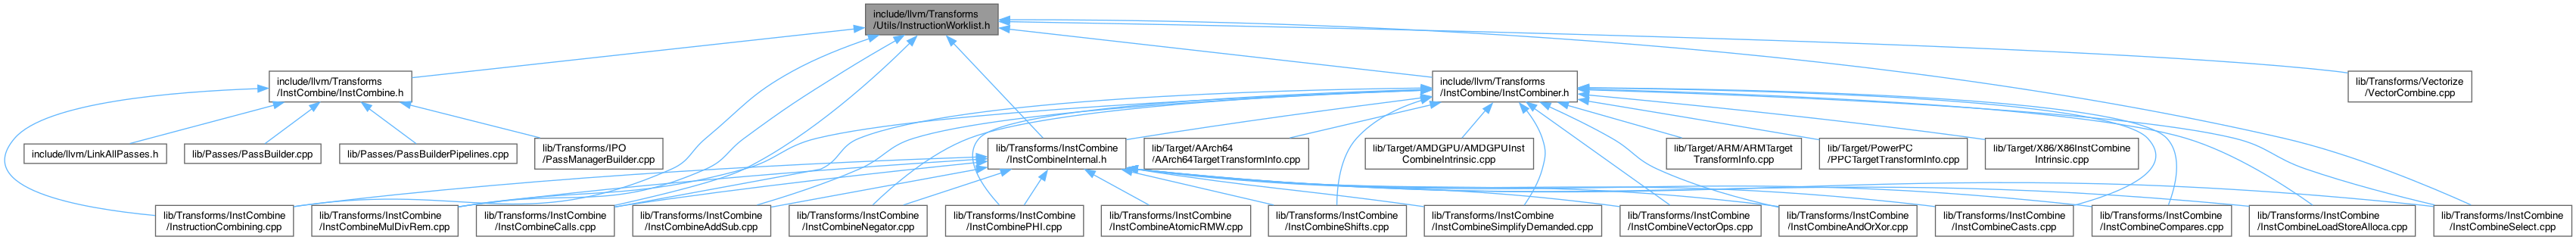 include/llvm/Transforms
/Utils/InstructionWorklist.h
include/llvm/Transforms
/InstCombine/InstCombine.h
include/llvm/Transforms
/InstCombine/InstCombiner.h
lib/Transforms/Vectorize
/VectorCombine.cpp
include/llvm/LinkAllPasses.h
lib/Passes/PassBuilder.cpp
lib/Passes/PassBuilderPipelines.cpp
lib/Transforms/IPO
/PassManagerBuilder.cpp
lib/Transforms/InstCombine
/InstCombineInternal.h
lib/Target/AArch64
/AArch64TargetTransformInfo.cpp
lib/Target/AMDGPU/AMDGPUInst
CombineIntrinsic.cpp
lib/Target/ARM/ARMTarget
TransformInfo.cpp
lib/Target/PowerPC
/PPCTargetTransformInfo.cpp
lib/Target/X86/X86InstCombine
Intrinsic.cpp
lib/Transforms/InstCombine
/InstructionCombining.cpp
lib/Transforms/InstCombine
/InstCombineMulDivRem.cpp
lib/Transforms/InstCombine
/InstCombineCalls.cpp
lib/Transforms/InstCombine
/InstCombineAddSub.cpp
lib/Transforms/InstCombine
/InstCombineNegator.cpp
lib/Transforms/InstCombine
/InstCombinePHI.cpp
lib/Transforms/InstCombine
/InstCombineAtomicRMW.cpp
lib/Transforms/InstCombine
/InstCombineShifts.cpp
lib/Transforms/InstCombine
/InstCombineSimplifyDemanded.cpp
lib/Transforms/InstCombine
/InstCombineVectorOps.cpp
lib/Transforms/InstCombine
/InstCombineAndOrXor.cpp
lib/Transforms/InstCombine
/InstCombineCasts.cpp
lib/Transforms/InstCombine
/InstCombineCompares.cpp
lib/Transforms/InstCombine
/InstCombineLoadStoreAlloca.cpp
lib/Transforms/InstCombine
/InstCombineSelect.cpp